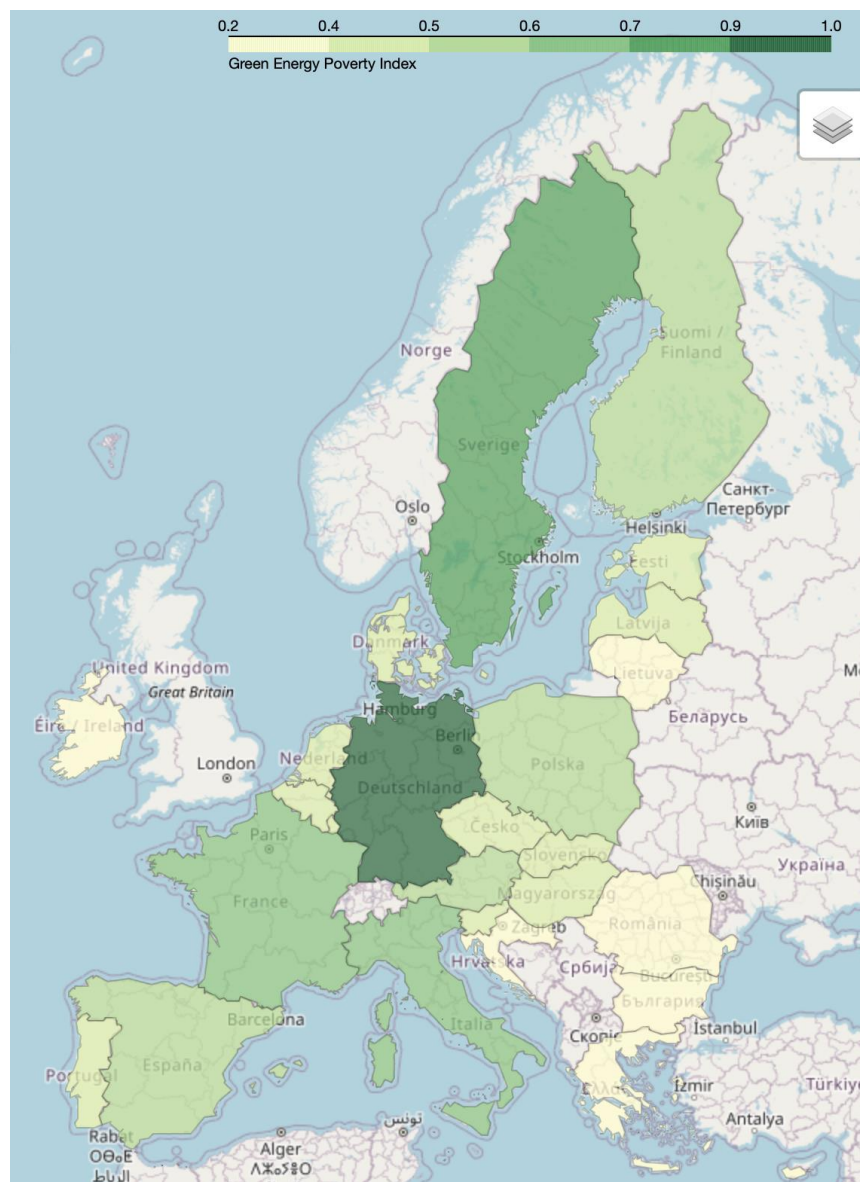 0.2 0.4 0.5 0.6 0.7 0.9 1.0
Green Energy Poverty Index
Suomi /
Finland
Norge
Sverige
Санкт-
Петербург
Oslo
Helsinki
Stockholm
Eesti
Latvija
Danmark
United Kingdom
Lietuva
Great Britain
Hamburg
Беларусь
Éire / Ireland
Berlin
Nederland
London
Polska
Deutschland
Київ
Česko
Paris
Slovensko
Україна
Chișinău
Magyarország
France
România
Zagreb
Hrvatska
Србија
București
България
Barcelona
Italia
İstanbul
Скопје
España
Portugal
İzmir
Türkiye
Antalya
تونس
Rabat
ⵔⴱⴰⵟ
الرباط
Alger